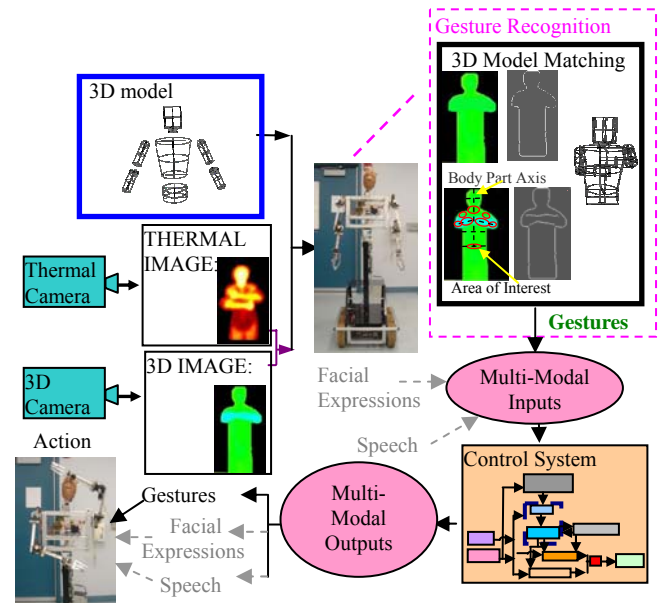 Gesture Recognition
3D Model Matching
3D model
Body Part Axis
Area of Interest
THERMAL
IMAGE:
Thermal
Camera
3D IMAGE:
3D
Camera
Gestures
Facial
Expressions
Speech
Multi-Modal
Inputs
Control System
Action
Gestures
Facial
Expressions
Speech
Multi-
Modal
Outputs